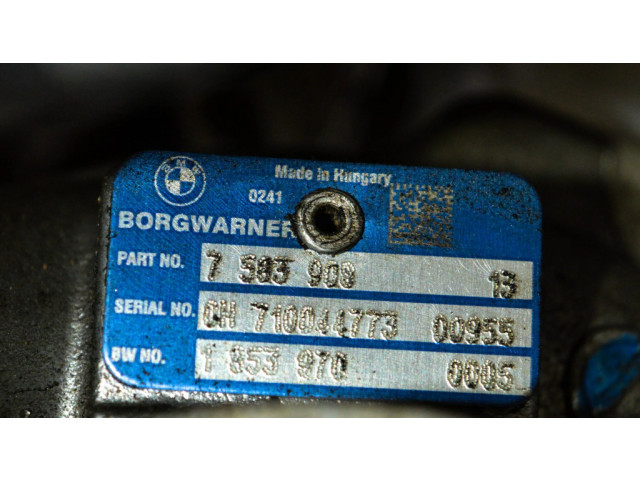 BMW
Made in Hungary
0241
BORGWARNER
PART NO. 7 593 908 13
SERIAL NO. CH 710044773 00955
BW NO. 1 853 970 0005